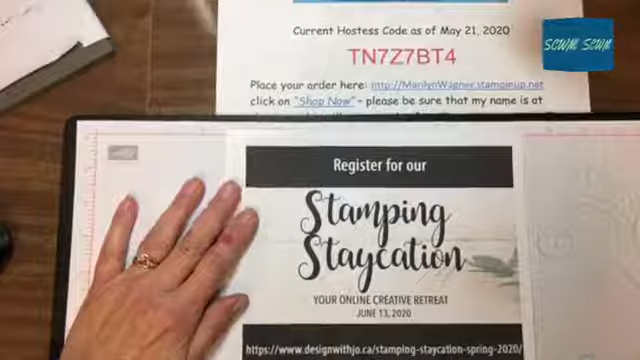 Current Hostess Code as of May 21, 2020
TN7Z7BT4
Place your order here: http://MarilynWagner.stampinup.net
click on "Shop Now" – please be sure that my name is at
SCWM SCWM
Register for our
Stamping
Staycation
YOUR ONLINE CREATIVE RETREAT
JUNE 13, 2020
https://www.designwithjo.ca/stamping-staycation-spring-2020/